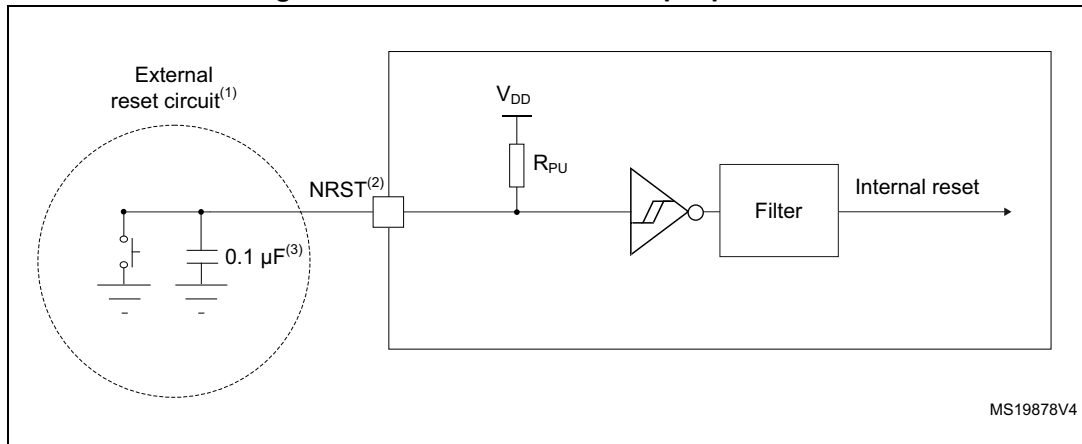 External
reset circuit(1)
VDD
RPU
NRST(2)
0.1 µF(3)
Filter
Internal reset
MS19878V4